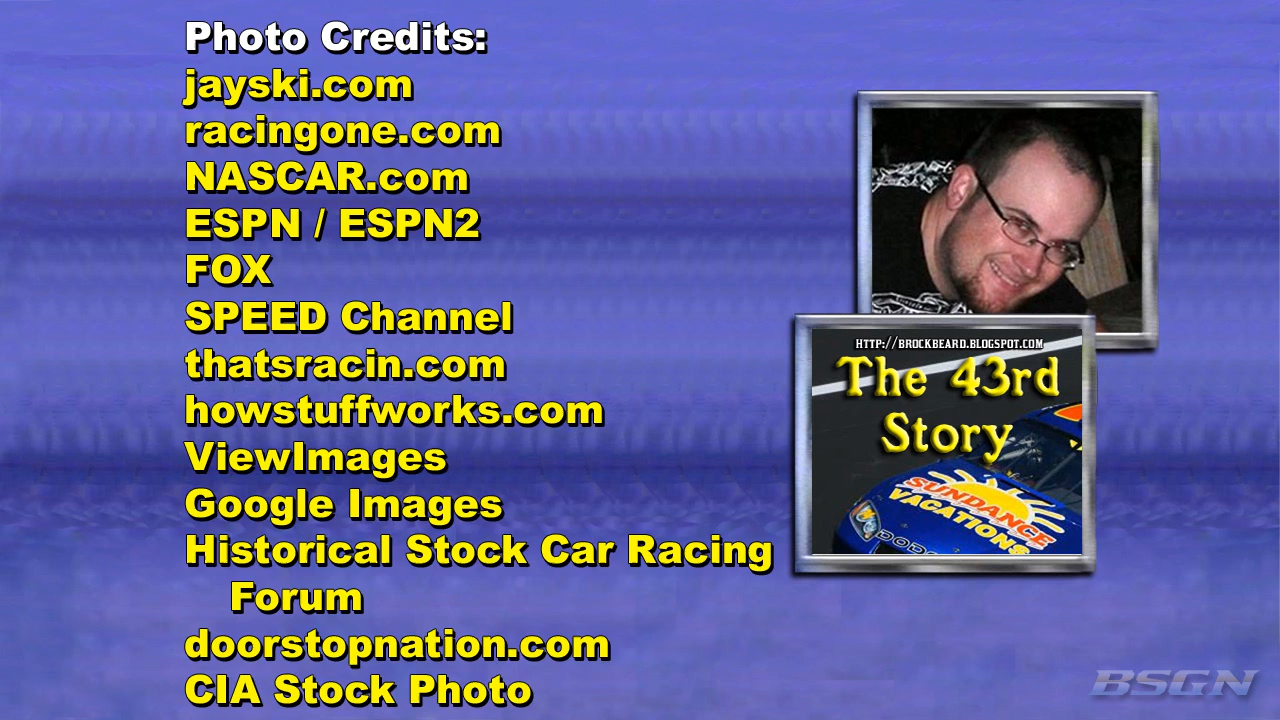 Photo Credits:
jayski.com
racingone.com
NASCAR.com
ESPN / ESPN2
FOX
SPEED Channel
thatsracin.com
howstuffworks.com
ViewImages
Google Images
Historical Stock Car Racing
Forum
doorstopnation.com
CIA Stock Photo
HTTP://BROCKBEARD.BLOGSPOT.COM
The 43rd
Story
SUNDANCE
VACATIONS
BSGN